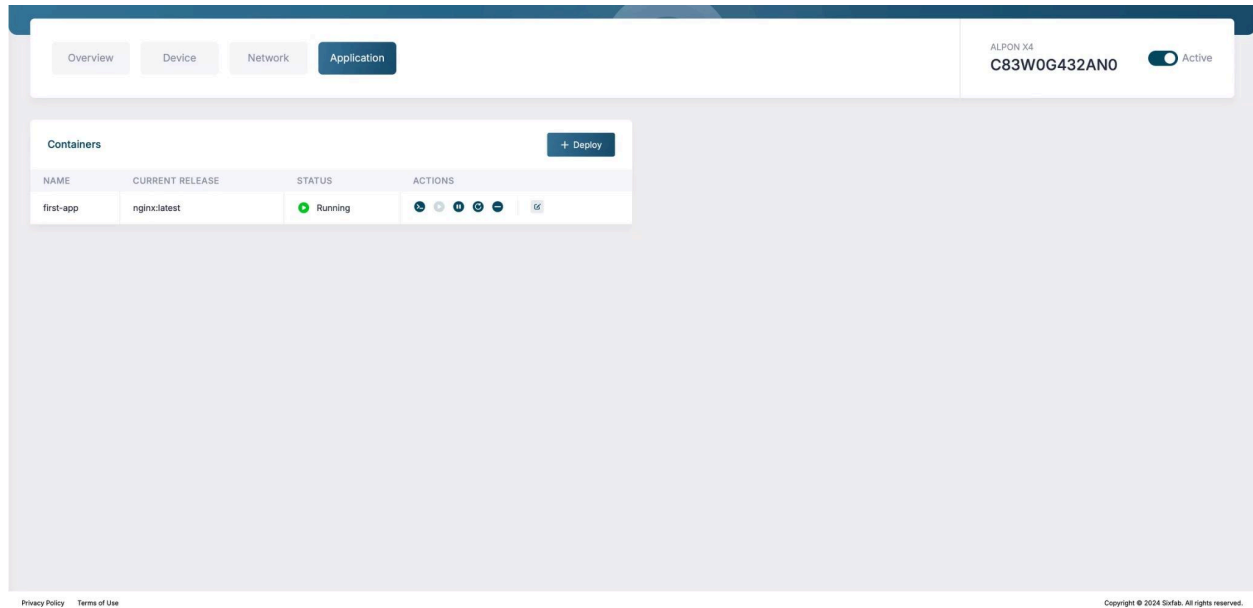 Overview Device Network Application
ALPON X4
C83W0G432AN0 Active
Containers + Deploy
NAME CURRENT RELEASE STATUS ACTIONS
first-app nginx:latest Running
Privacy Policy Terms of Use Copyright © 2024 Sixfab. All rights reserved.